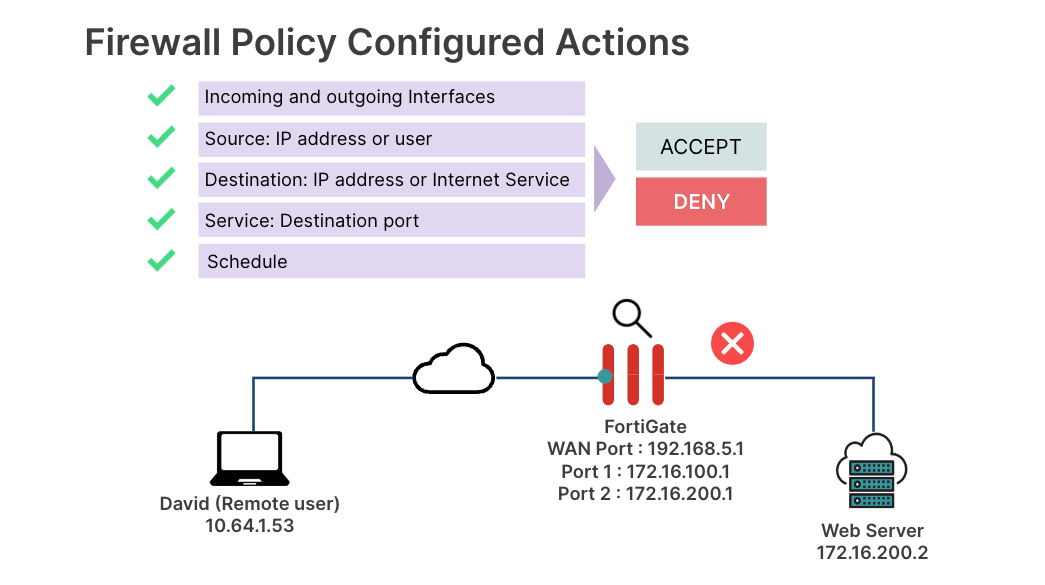 Firewall Policy Configured Actions
Incoming and outgoing Interfaces
Source: IP address or user
Destination: IP address or Internet Service
Service: Destination port
Schedule
ACCEPT
DENY
FortiGate
WAN Port : 192.168.5.1
Port 1 : 172.16.100.1
Port 2 : 172.16.200.1
David (Remote user)
10.64.1.53
Web Server
172.16.200.2